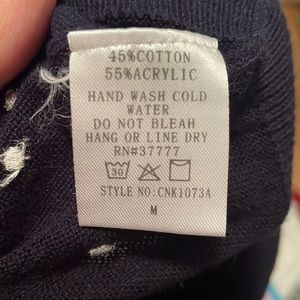 45%COTTON
55%ACRYLIC
HAND WASH COLD
WATER
DO NOT BLEAH
HANG OR LINE DRY
RN#37777
30
STYLE NO:CNK1073A
M